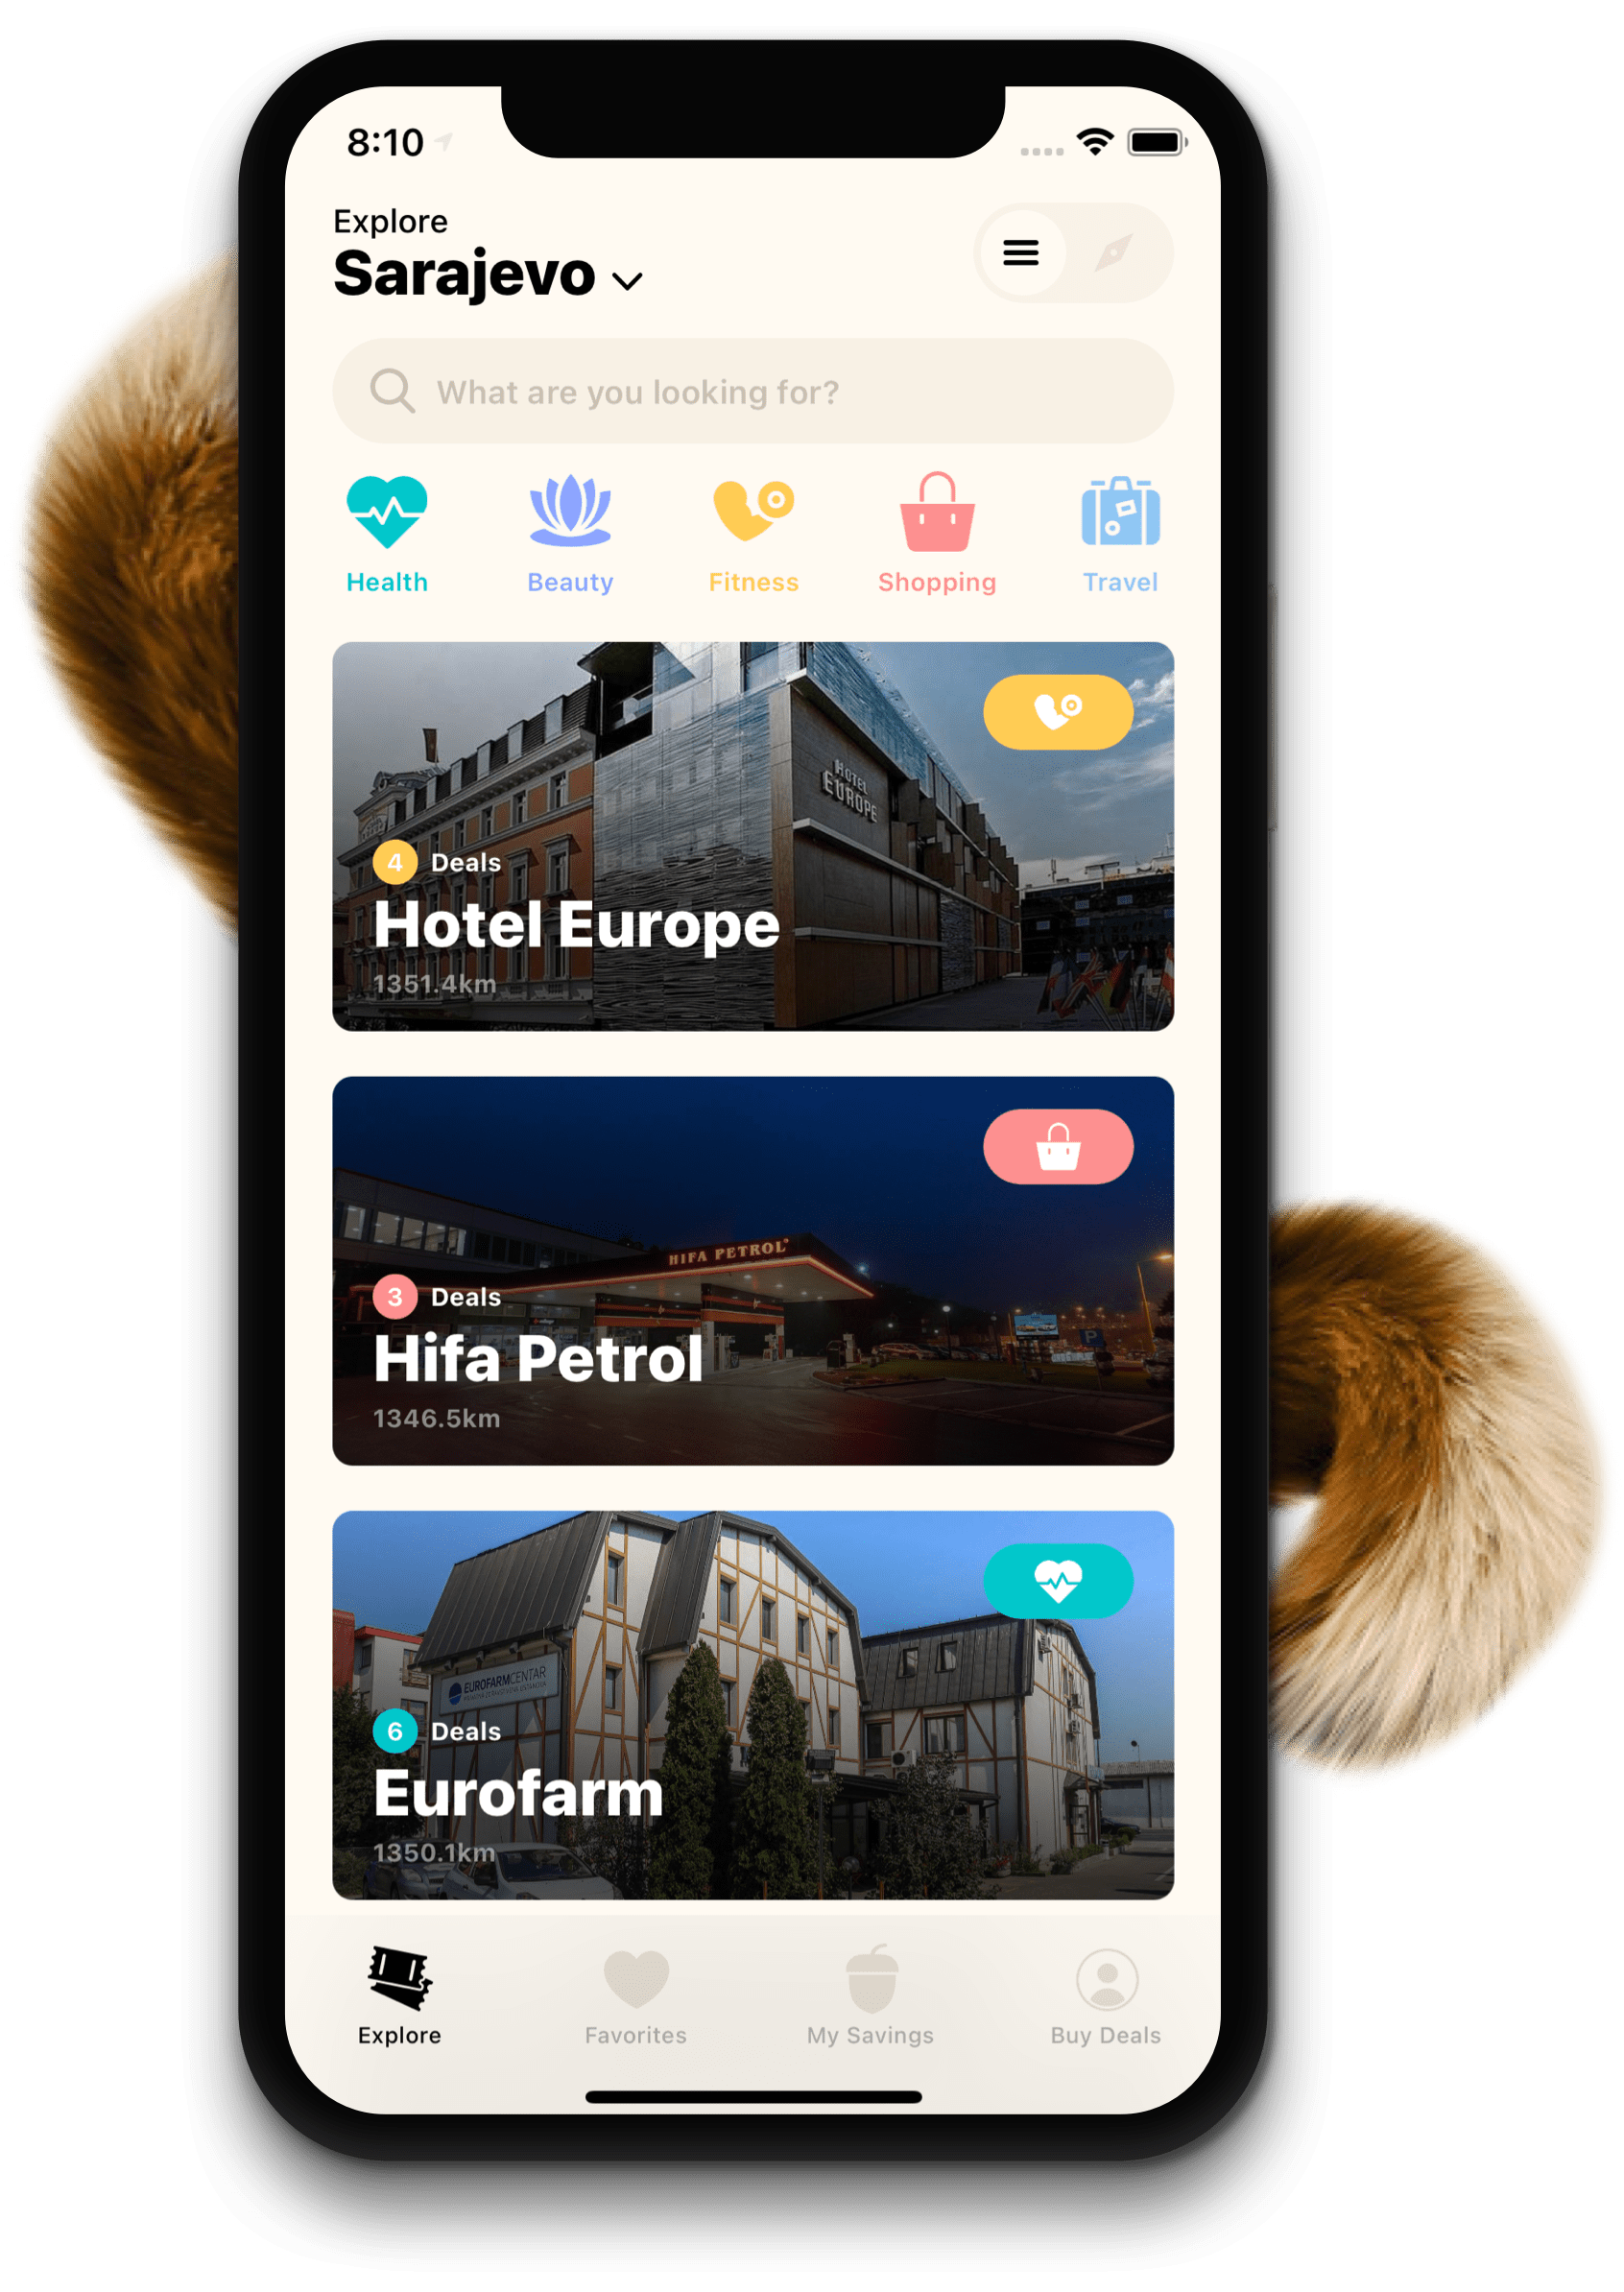 8:10
Explore
Sarajevo
What are you looking for?
Health
Beauty
Fitness
Shopping
Travel
HOTEL
EUROPE
4 Deals
Hotel Europe
1351.4km
HIFA PETROL
3 Deals
Hifa Petrol
1346.5km
EUROFARMCENTAR
6 Deals
Eurofarm
1350.1km
Explore
Favorites
My Savings
Buy Deals